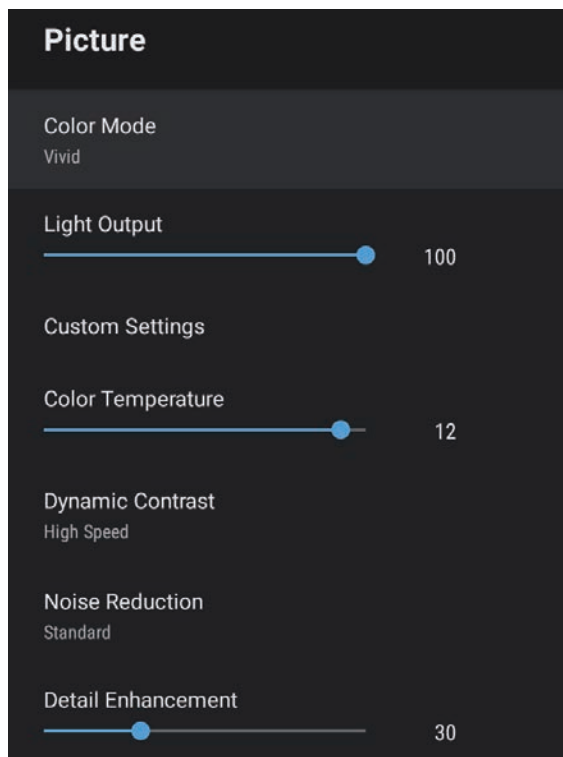 Picture
Color Mode
Vivid
Light Output
100
Custom Settings
Color Temperature
12
Dynamic Contrast
High Speed
Noise Reduction
Standard
Detail Enhancement
30